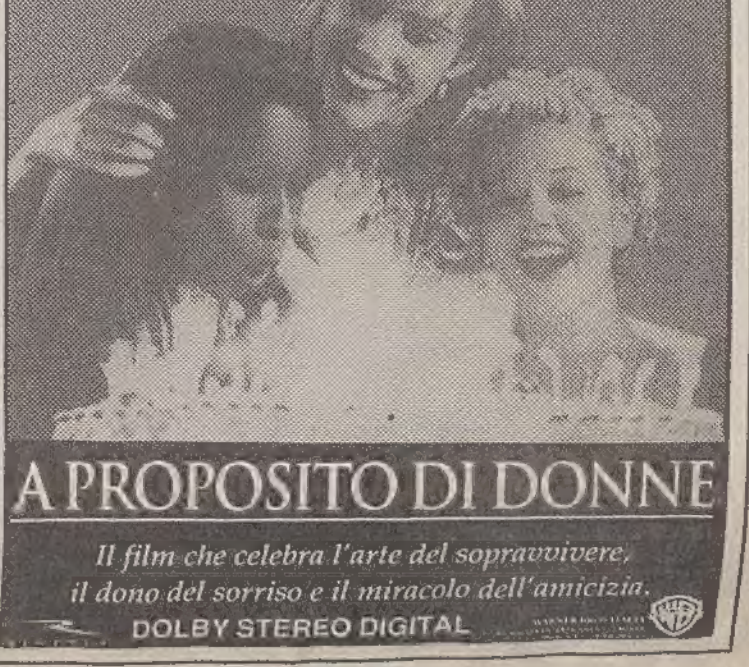 A PROPOSITO DI DONNE
Il film che celebra l'arte del sopravvivere,
il dono del sorriso e il miracolo dell'amicizia.
DOLBY STEREO DIGITAL